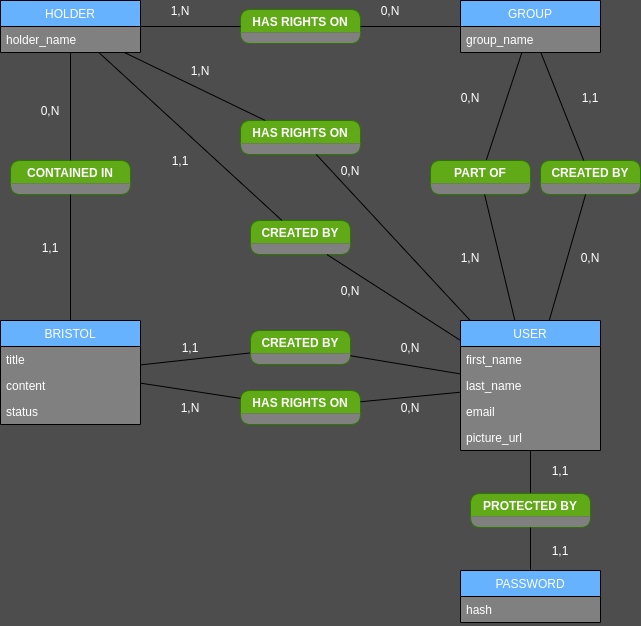 HOLDER
holder_name
1,N
HAS RIGHTS ON
0,N
GROUP
group_name
1,N
0,N
HAS RIGHTS ON
0,N
1,1
0,N
1,1
CONTAINED IN
1,1
PART OF
CREATED BY
CREATED BY
0,N
1,1
1,N
0,N
BRISTOL
title
content
status
1,1
CREATED BY
0,N
1,N
HAS RIGHTS ON
0,N
USER
first_name
last_name
email
picture_url
1,1
PROTECTED BY
1,1
PASSWORD
hash